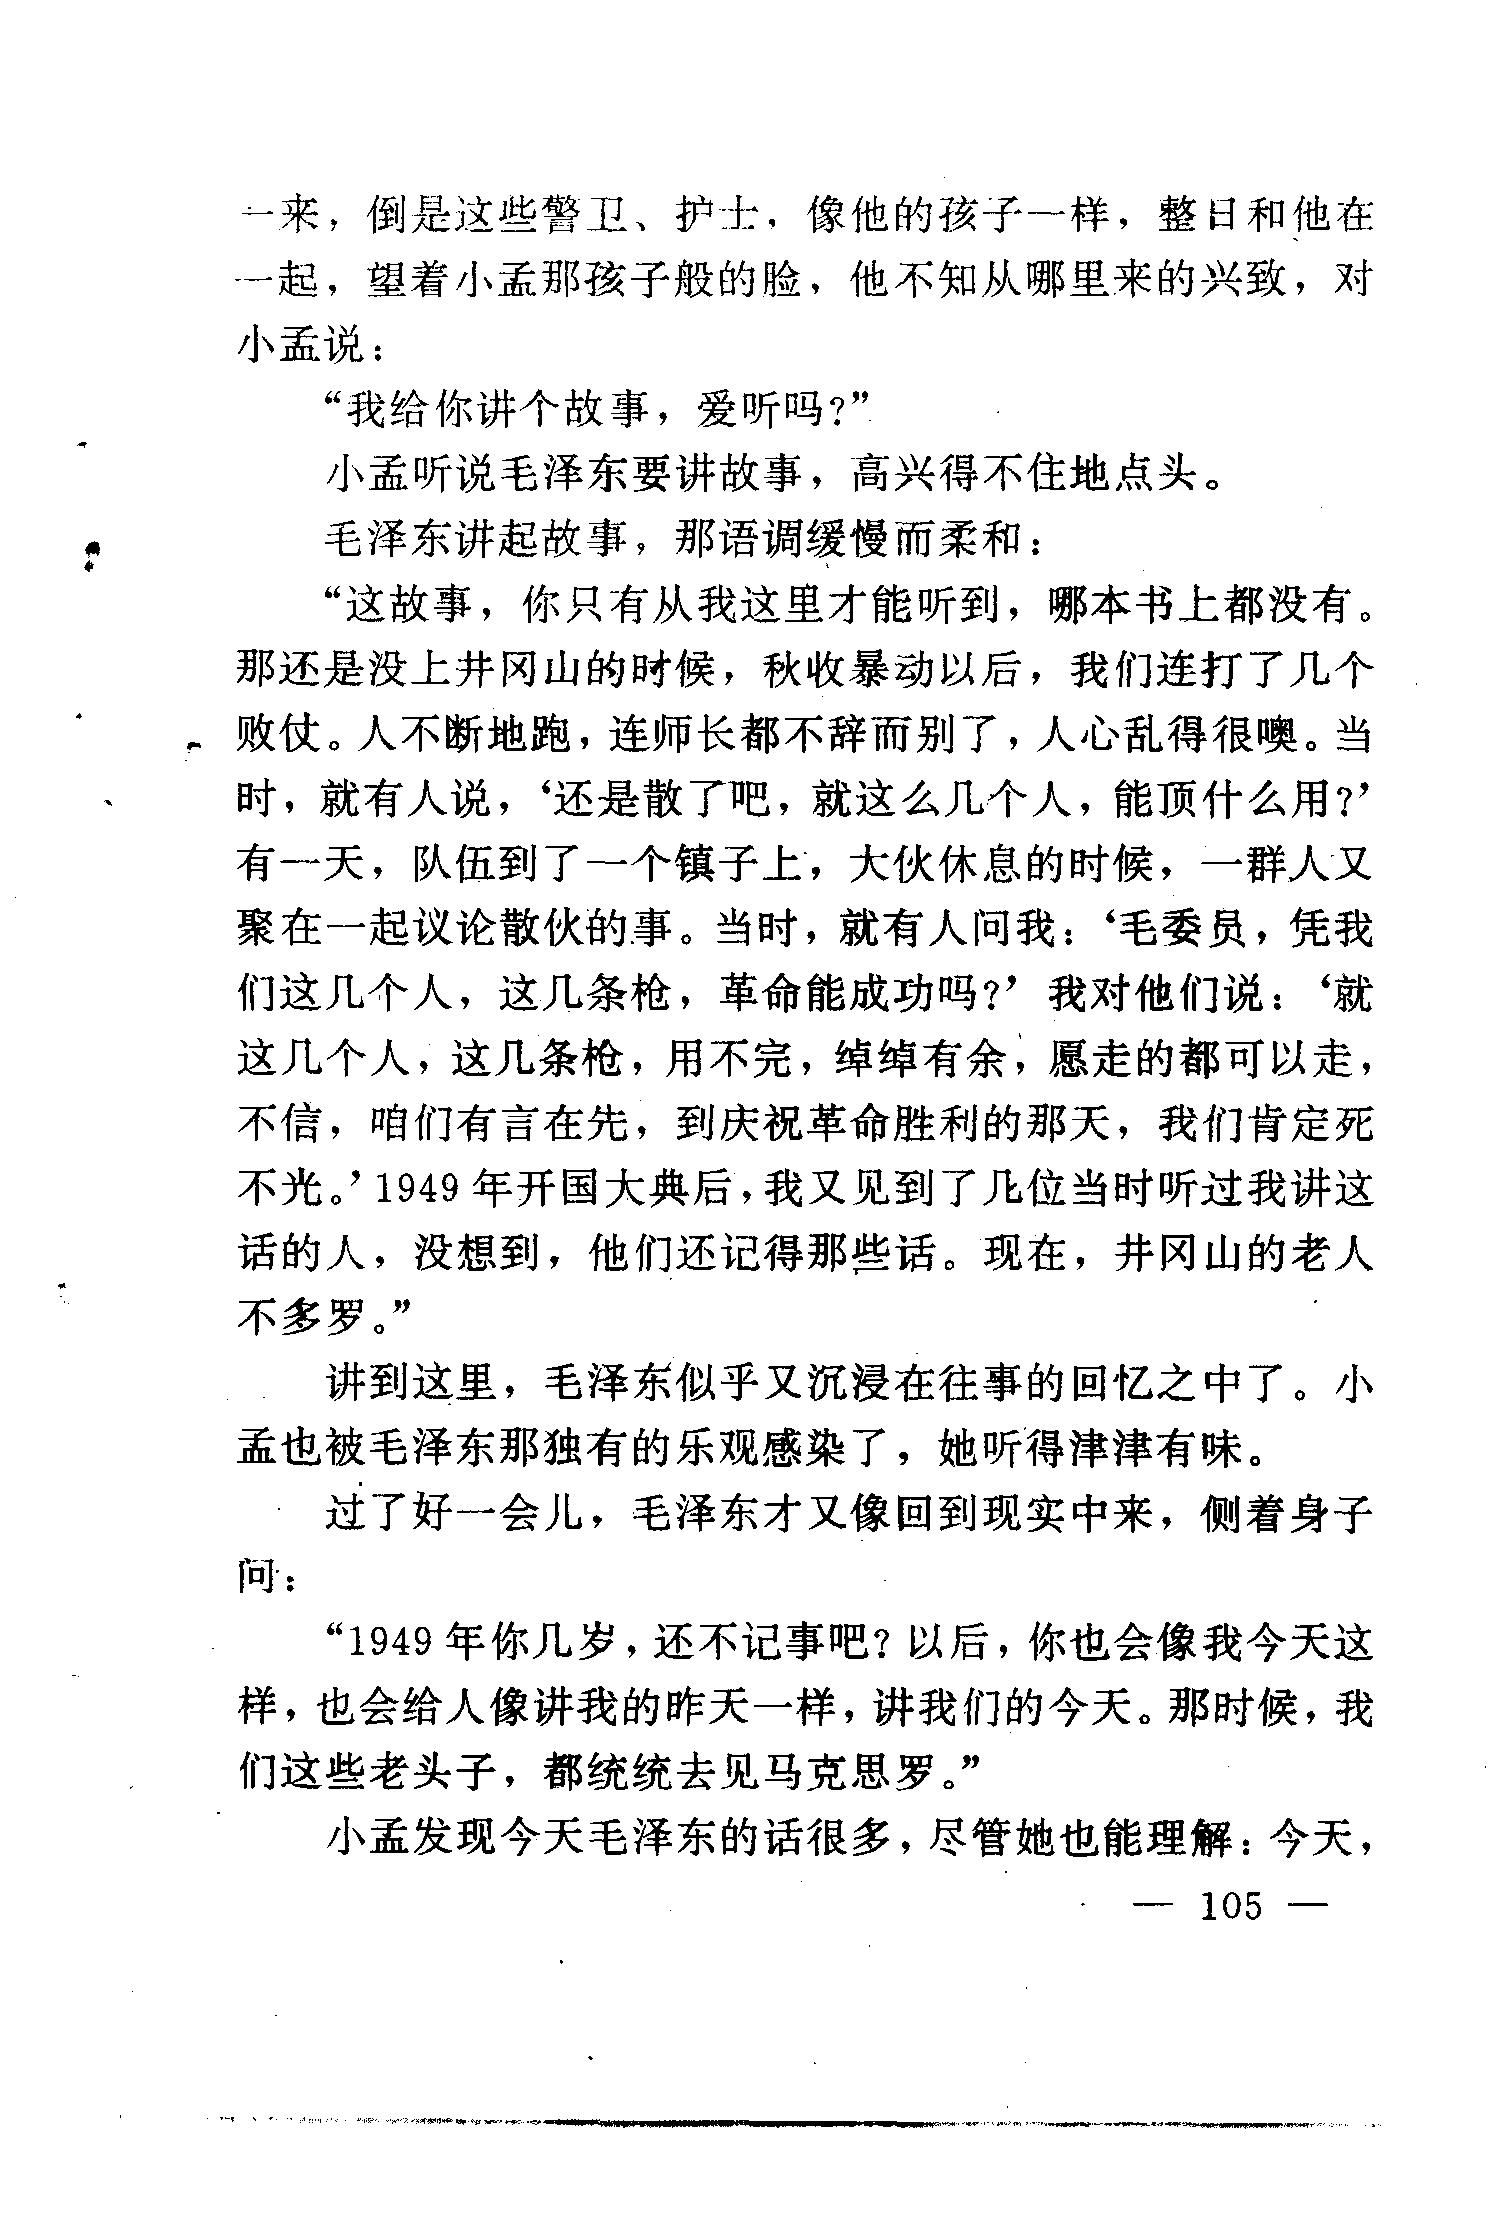 一来，倒是这些警卫、护士，像他的孩子一样，整日和他在
一起，望着小孟那孩子般的脸，他不知从哪里来的兴致，对
小孟说：
“我给你讲个故事，爱听吗?”
小孟听说毛泽东要讲故事，高兴得不住地点头。
毛泽东讲起故事，那语调缓慢而柔和：
“这故事，你只有从我这里才能听到，哪本书上都没有。
那还是没上井冈山的时候，秋收暴动以后，我们连打了几个
败仗。人不断地跑，连师长都不辞而别了，人心乱得很噢。当
时，就有人说，‘还是散了吧，就这么几个人，能顶什么用?’
有一天，队伍到了一个镇子上，大伙休息的时候，一群人又
聚在一起议论散伙的事。当时，就有人问我：‘毛委员，凭我
们这几个人，这几条枪，革命能成功吗?’我对他们说：‘就
这几个人，这几条枪，用不完，绰绰有余，愿走的都可以走，
不信，咱们有言在先，到庆祝革命胜利的那天，我们肯定死
不光。’1949年开国大典后，我又见到了几位当时听过我讲这
话的人，没想到，他们还记得那些话。现在，井冈山的老人
不多罗。”
讲到这里，毛泽东似乎又沉浸在往事的回忆之中了。小
孟也被毛泽东那独有的乐观感染了，她听得津津有味。
过了好一会儿，毛泽东才又像回到现实中来，侧着身子
问：
“1949年你几岁，还不记事吧?以后，你也会像我今天这
样，也会给人像讲我的昨天一样，讲我们的今天。那时候，我
们这些老头子，都统统去见马克思罗。”
小孟发现今天毛泽东的话很多，尽管她也能理解：今天，
— 105 —